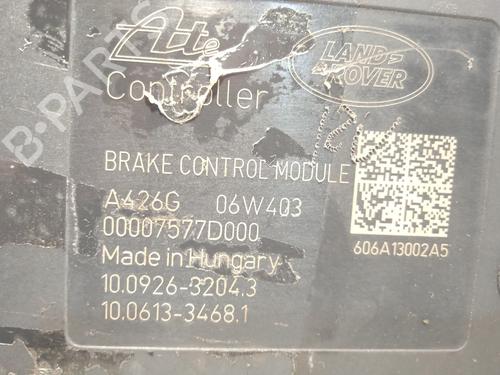 Ate
LAND-
ROVER
Controller
BRAKE CONTROL MODULE
A426G 06W403
00007577D000
606A13002A5
Made in Hungary
10.0926-3204.3
10.0613-3468.1
B-PARTS